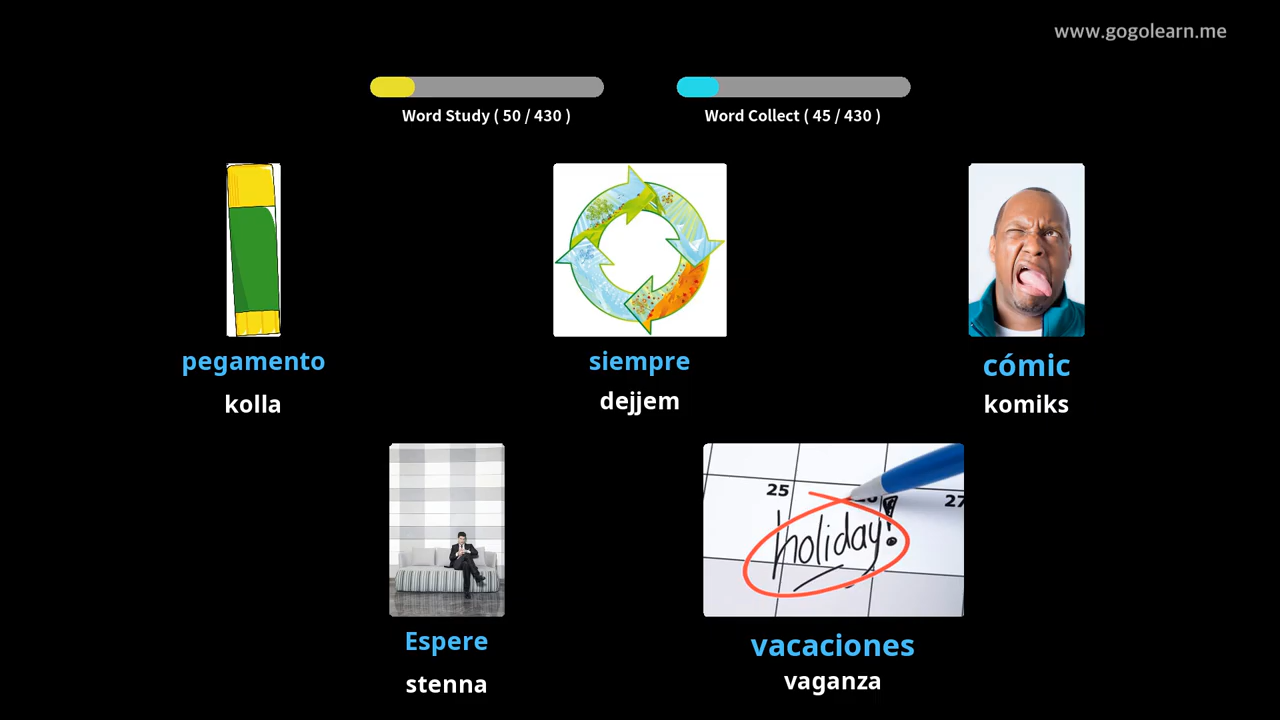 www.gogolearn.me
Word Study ( 50 / 430 )
Word Collect ( 45 / 430 )
pegamento
kolla
siempre
dejjem
cómic
komiks
25
27
holiday!
Espere
stenna
vacaciones
vaganza